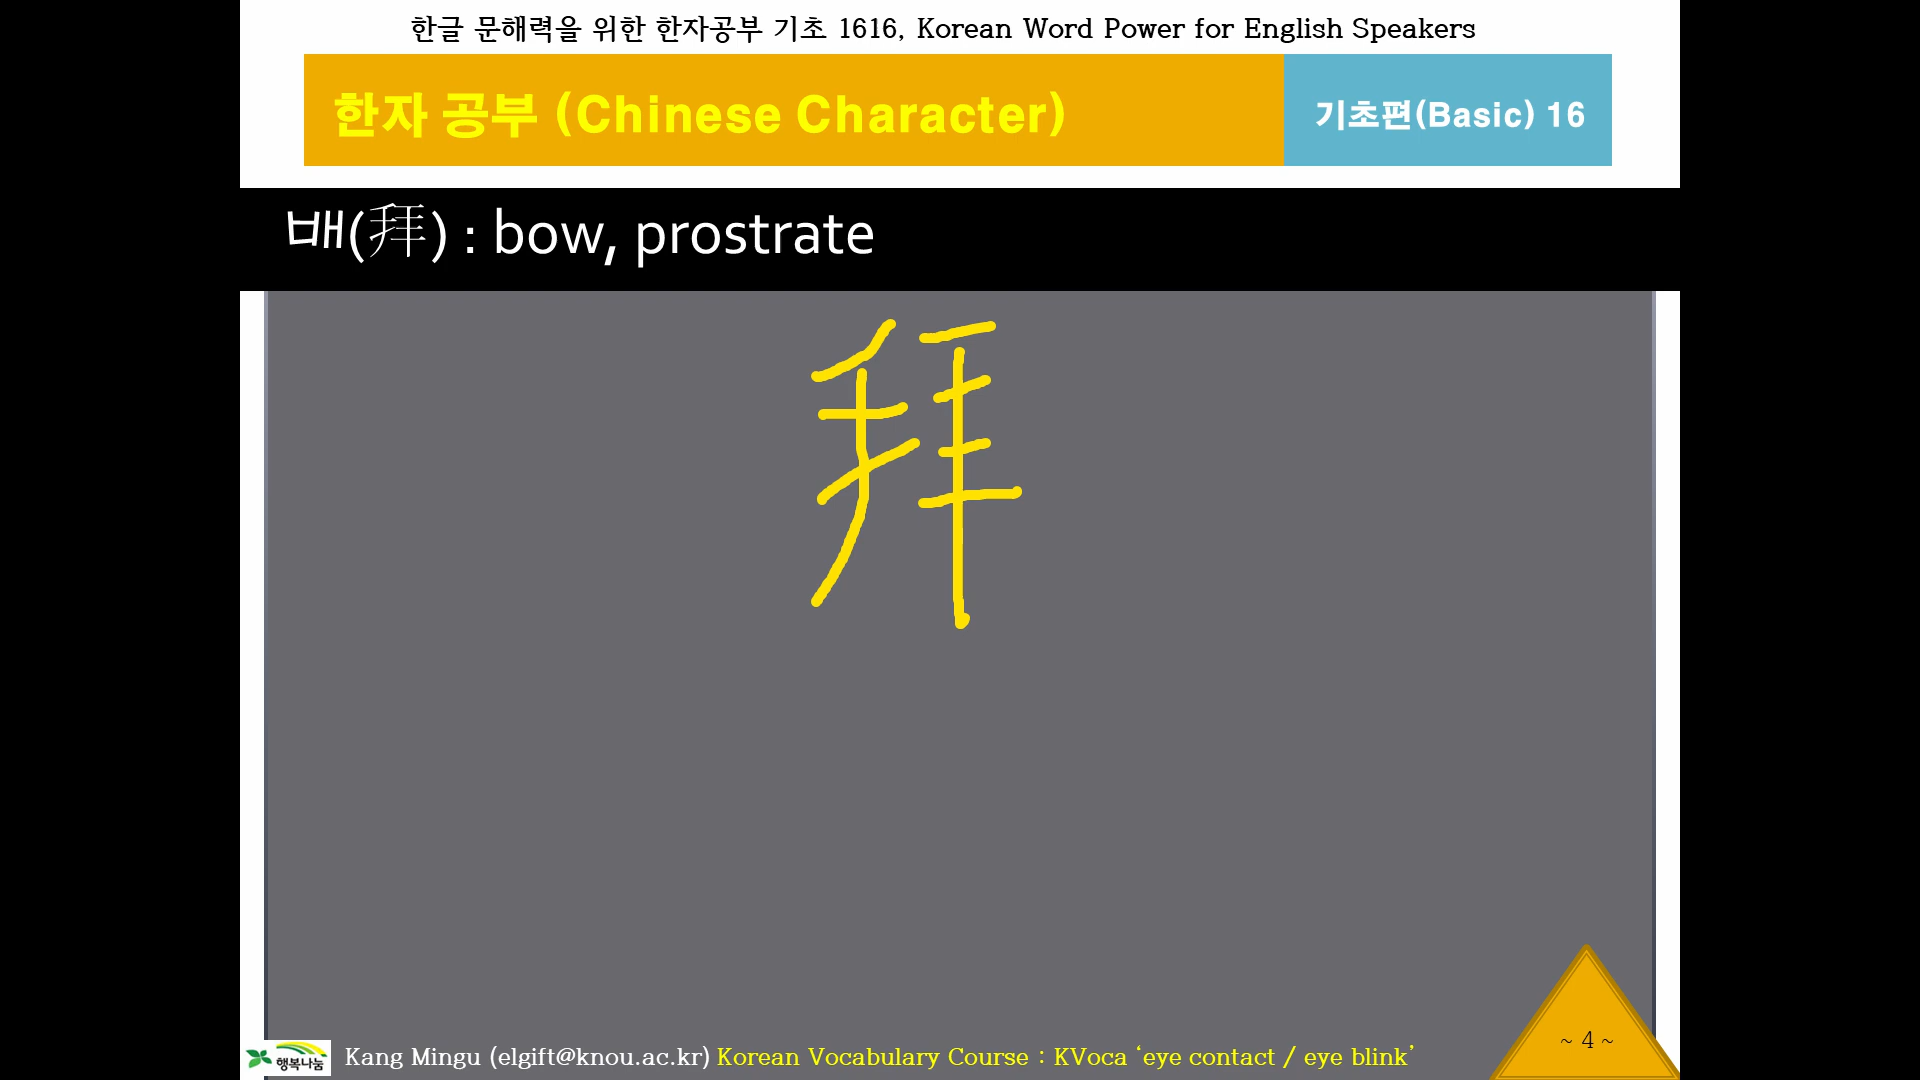 한글 문해력을 위한 한자공부 기초 1616, Korean Word Power for English Speakers
한자 공부 (Chinese Character)
기초편(Basic) 16
배(拜) : bow, prostrate
拜
~ 4 ~
행복나눔
Kang Mingu (elgift@knou.ac.kr) Korean Vocabulary Course : KVoca ‘eye contact / eye blink’